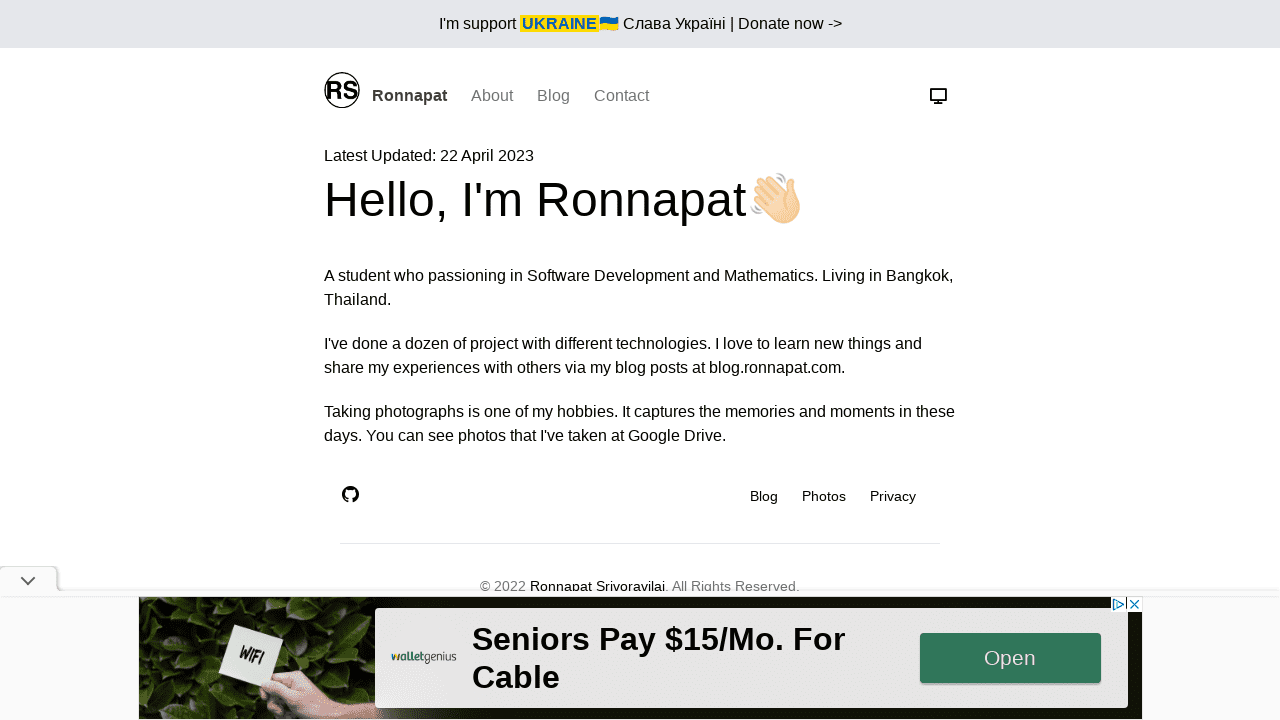 I'm support UKRAINE🇺🇦 Слава Україні | Donate now ->
RS Ronnapat About Blog Contact
Latest Updated: 22 April 2023
Hello, I'm Ronnapat👋🏻
A student who passioning in Software Development and Mathematics. Living in Bangkok,
Thailand.
I've done a dozen of project with different technologies. I love to learn new things and
share my experiences with others via my blog posts at blog.ronnapat.com.
Taking photographs is one of my hobbies. It captures the memories and moments in these
days. You can see photos that I've taken at Google Drive.
Blog Photos Privacy
© 2022 Ronnapat Srivoravilai. All Rights Reserved.
WIFI
walletgenius
Seniors Pay $15/Mo. For
Cable
Open